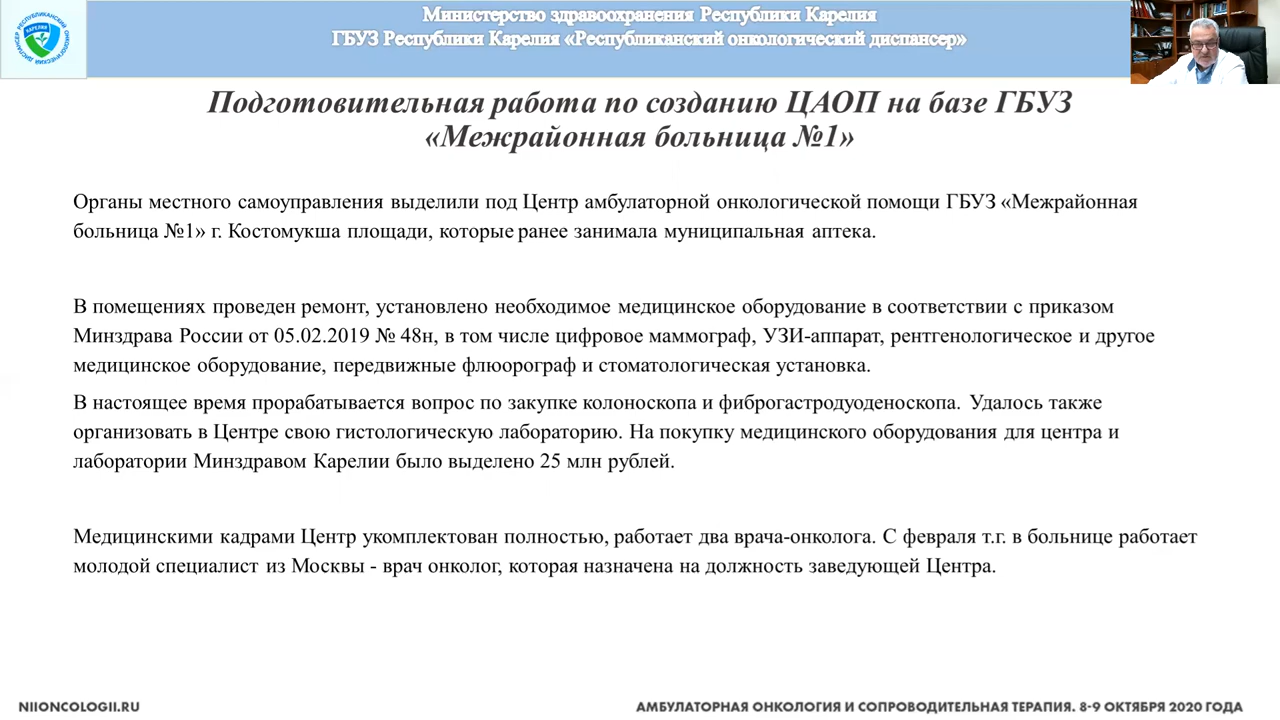 Министерство здравоохранения Республики Карелия
ГБУЗ Республики Карелия «Республиканский онкологический диспансер»
РЕСПУБЛИКАНСКИЙ ОНКОЛОГИЧЕСКИЙ ДИСПАНСЕР
КАРЕЛИЯ
Подготовительная работа по созданию ЦАОП на базе ГБУЗ
«Межрайонная больница №1»
Органы местного самоуправления выделили под Центр амбулаторной онкологической помощи ГБУЗ «Межрайонная
больница №1» г. Костомукша площади, которые ранее занимала муниципальная аптека.
В помещениях проведен ремонт, установлено необходимое медицинское оборудование в соответствии с приказом
Минздрава России от 05.02.2019 № 48н, в том числе цифровое маммограф, УЗИ-аппарат, рентгенологическое и другое
медицинское оборудование, передвижные флюорограф и стоматологическая установка.
В настоящее время прорабатывается вопрос по закупке колоноскопа и фиброгастродуоденоскопа. Удалось также
организовать в Центре свою гистологическую лабораторию. На покупку медицинского оборудования для центра и
лаборатории Минздравом Карелии было выделено 25 млн рублей.
Медицинскими кадрами Центр укомплектован полностью, работает два врача-онколога. С февраля т.г. в больнице работает
молодой специалист из Москвы - врач онколог, которая назначена на должность заведующей Центра.
NIIONCOLOGII.RU
АМБУЛАТОРНАЯ ОНКОЛОГИЯ И СОПРОВОДИТЕЛЬНАЯ ТЕРАПИЯ. 8-9 ОКТЯБРЯ 2020 ГОДА